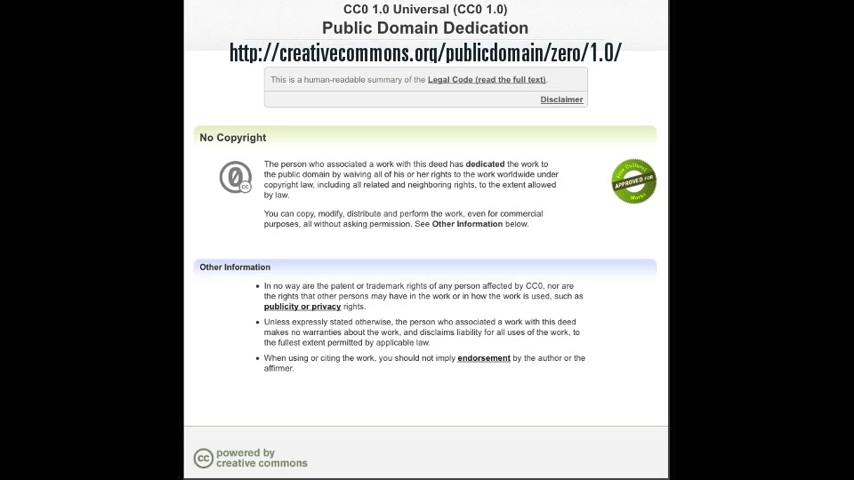 CC0 1.0 Universal (CC0 1.0)
Public Domain Dedication
http://creativecommons.org/publicdomain/zero/1.0/
This is a human-readable summary of the Legal Code (read the full text).
Disclaimer
No Copyright
The person who associated a work with this deed has dedicated the work to
the public domain by waiving all of his or her rights to the work worldwide under
copyright law, including all related and neighboring rights, to the extent allowed
by law.
You can copy, modify, distribute and perform the work, even for commercial
purposes, all without asking permission. See Other Information below.
APPROVED FOR
Free Cultural
Works
Other Information
• In no way are the patent or trademark rights of any person affected by CC0, nor are
the rights that other persons may have in the work or in how the work is used, such as
publicity or privacy rights.
• Unless expressly stated otherwise, the person who associated a work with this deed
makes no warranties about the work, and disclaims liability for all uses of the work, to
the fullest extent permitted by applicable law.
• When using or citing the work, you should not imply endorsement by the author or the
affirmer.
cc
powered by
creative commons